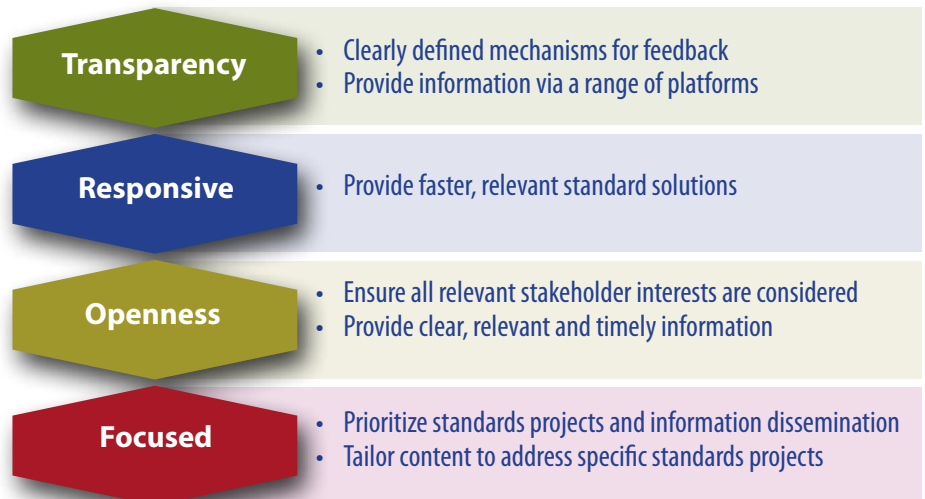 Transparency
• Clearly defined mechanisms for feedback
• Provide information via a range of platforms
Responsive
• Provide faster, relevant standard solutions
Openness
• Ensure all relevant stakeholder interests are considered
• Provide clear, relevant and timely information
Focused
• Prioritize standards projects and information dissemination
• Tailor content to address specific standards projects